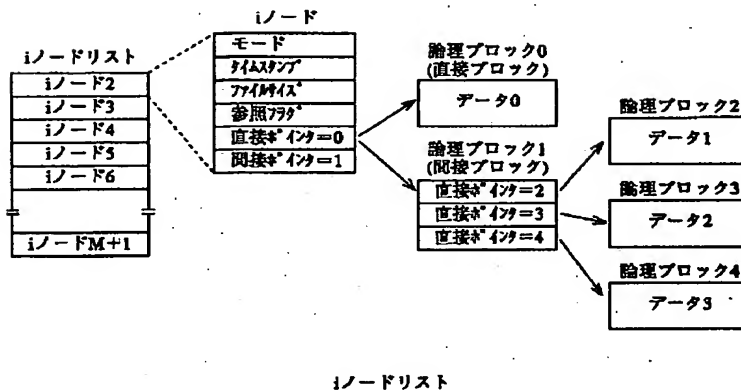 iノードリスト
iノード2
iノード3
iノード4
iノード5
iノード6
iノードM+1
iノード
モード
タイムスタンプ
ファイルサイズ
参照フラグ
直接ポインタ=0
間接ポインタ=1
論理ブロック0
(直接ブロック)
データ0
論理ブロック1
(間接ブロック)
直接ポインタ=2
直接ポインタ=3
直接ポインタ=4
論理ブロック2
データ1
論理ブロック3
データ2
論理ブロック4
データ3
iノードリスト